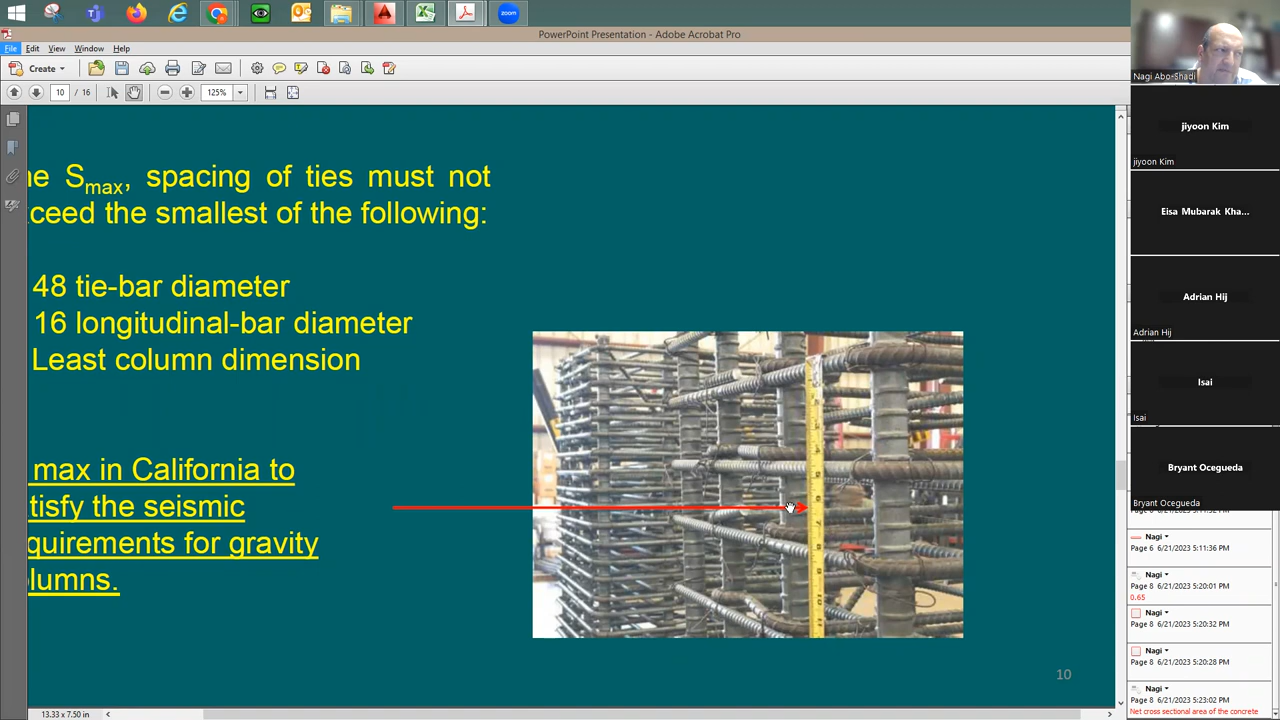 zoom
PowerPoint Presentation - Adobe Acrobat Pro
File Edit View Window Help
Create
10 / 16 125%
Smax, spacing of ties must not
ceed the smallest of the following:
48 tie-bar diameter
16 longitudinal-bar diameter
Least column dimension
max in California to
tisfy the seismic
quirements for gravity
lumns.
10
13.33 x 7.50 in
Nagi Abo-Shadi
jiyoon Kim
jiyoon Kim
Eisa Mubarak Kha...
Adrian Hij
Adrian Hij
Isai
Isai
Bryant Ocegueda
Bryant Ocegueda
Nagi
Page 6 6/21/2023 5:11:36 PM
Nagi
Page 8 6/21/2023 5:20:01 PM
0.65
Nagi
Page 8 6/21/2023 5:20:32 PM
Nagi
Page 8 6/21/2023 5:20:28 PM
Nagi
Page 8 6/21/2023 5:23:02 PM
Net cross sectional area of the concrete